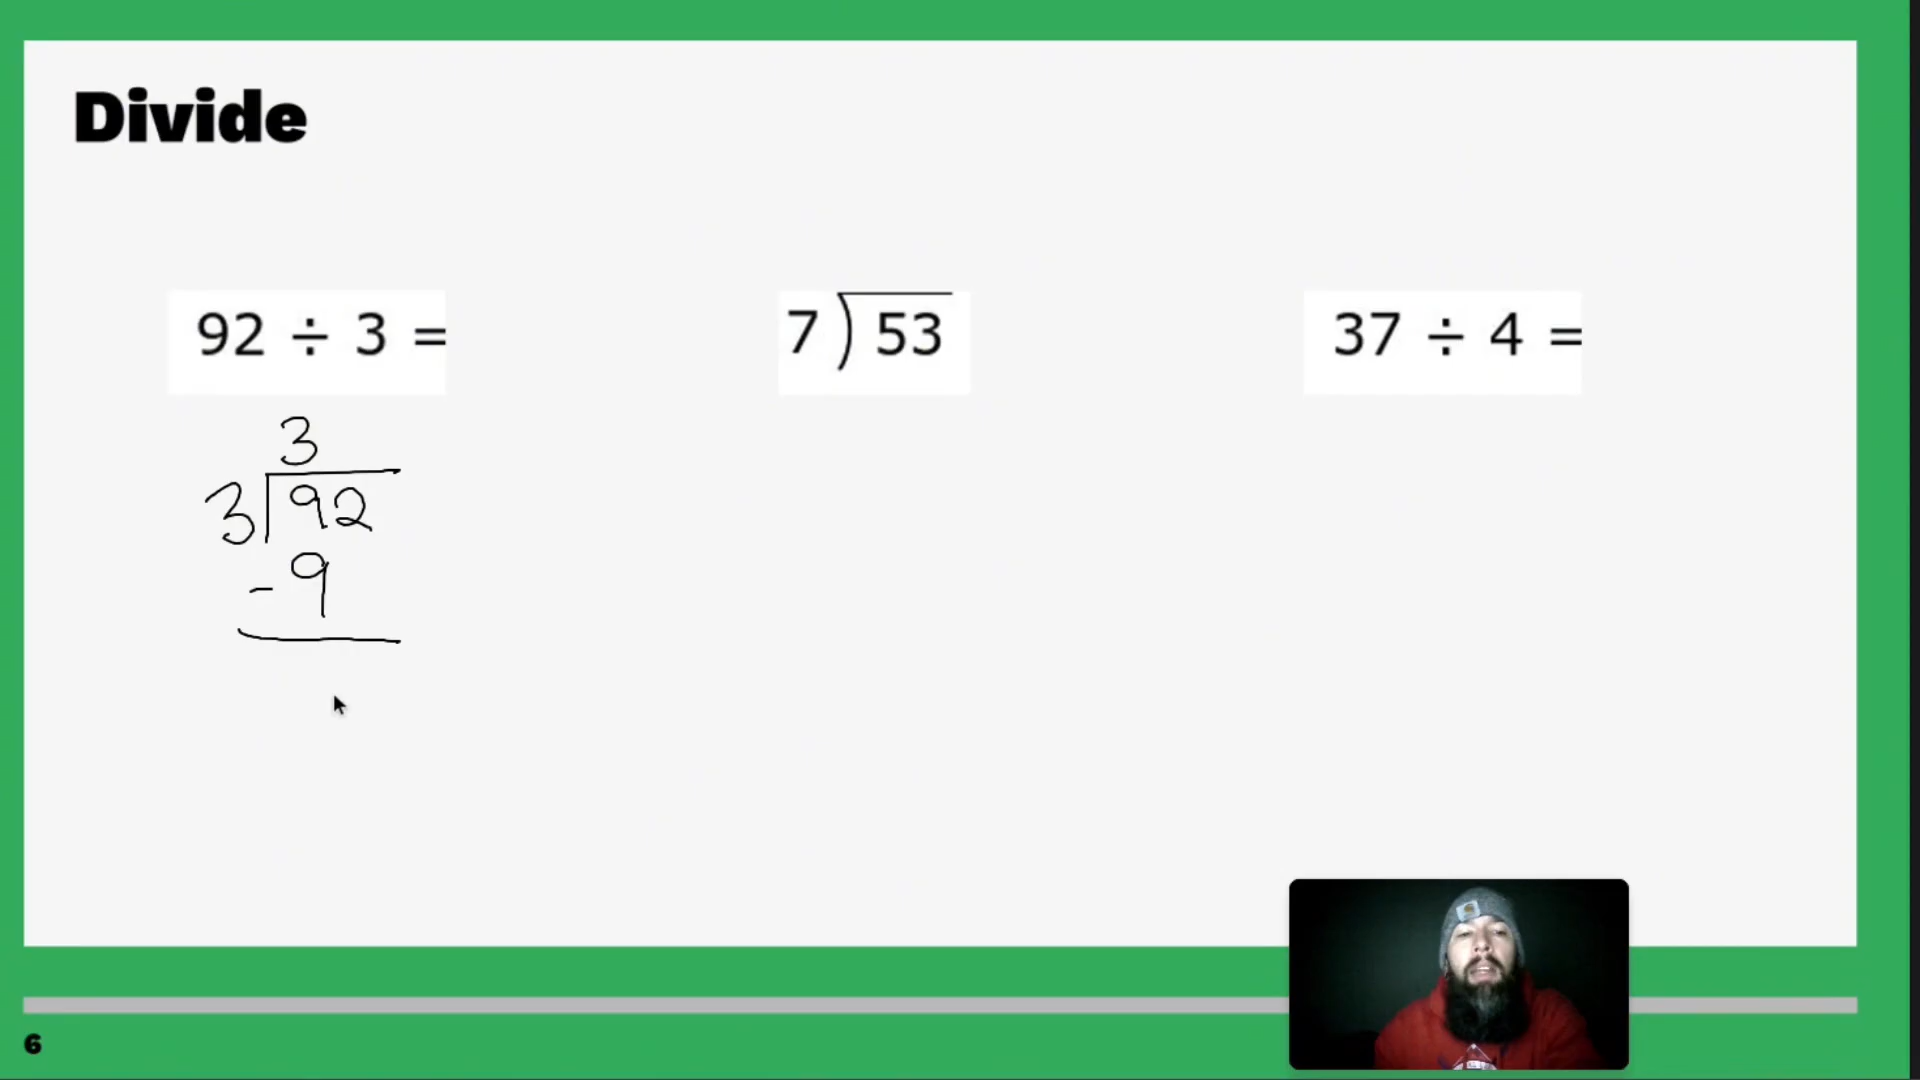 Divide
92 ÷ 3 =
7)53
37 ÷ 4 =
3
3|92
-9
6